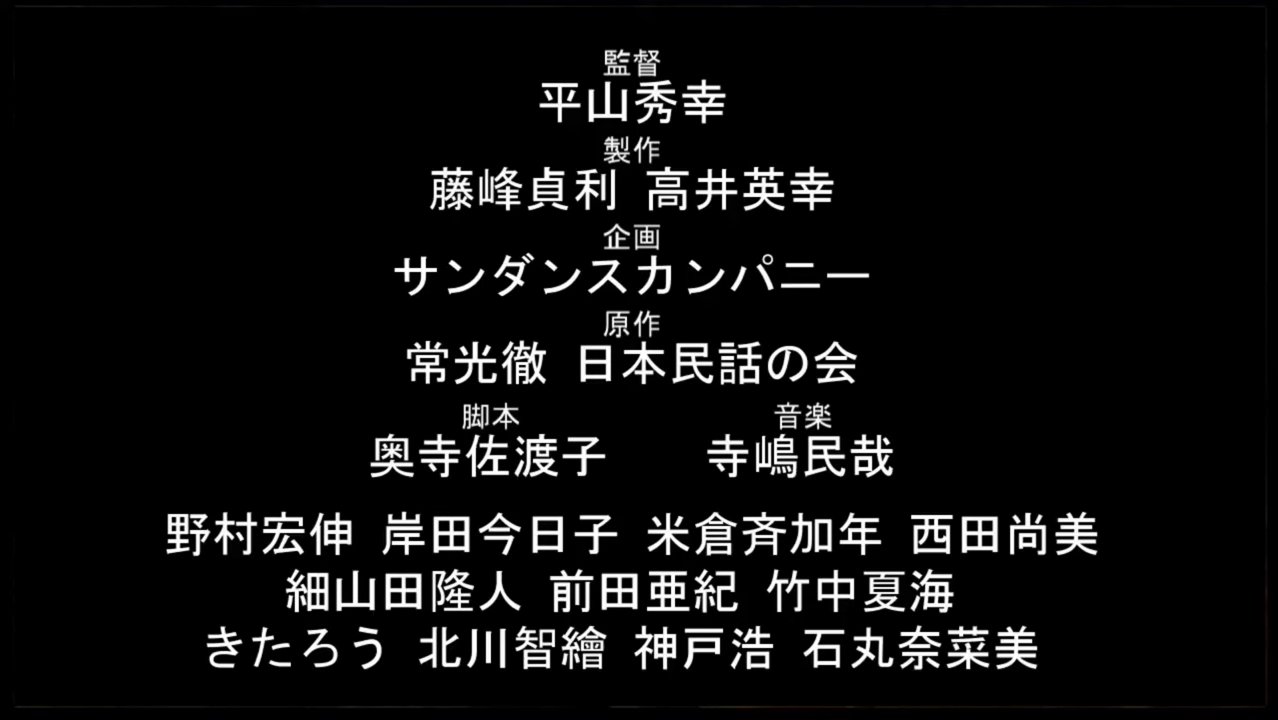 監督
平山秀幸
製作
藤峰貞利 高井英幸
企画
サンダンスカンパニー
原作
常光徹 日本民話の会
脚本 音楽
奥寺佐渡子 寺嶋民哉
野村宏伸 岸田今日子 米倉斉加年 西田尚美
細山田隆人 前田亜紀 竹中夏海
きたろう 北川智繪 神戸浩 石丸奈菜美